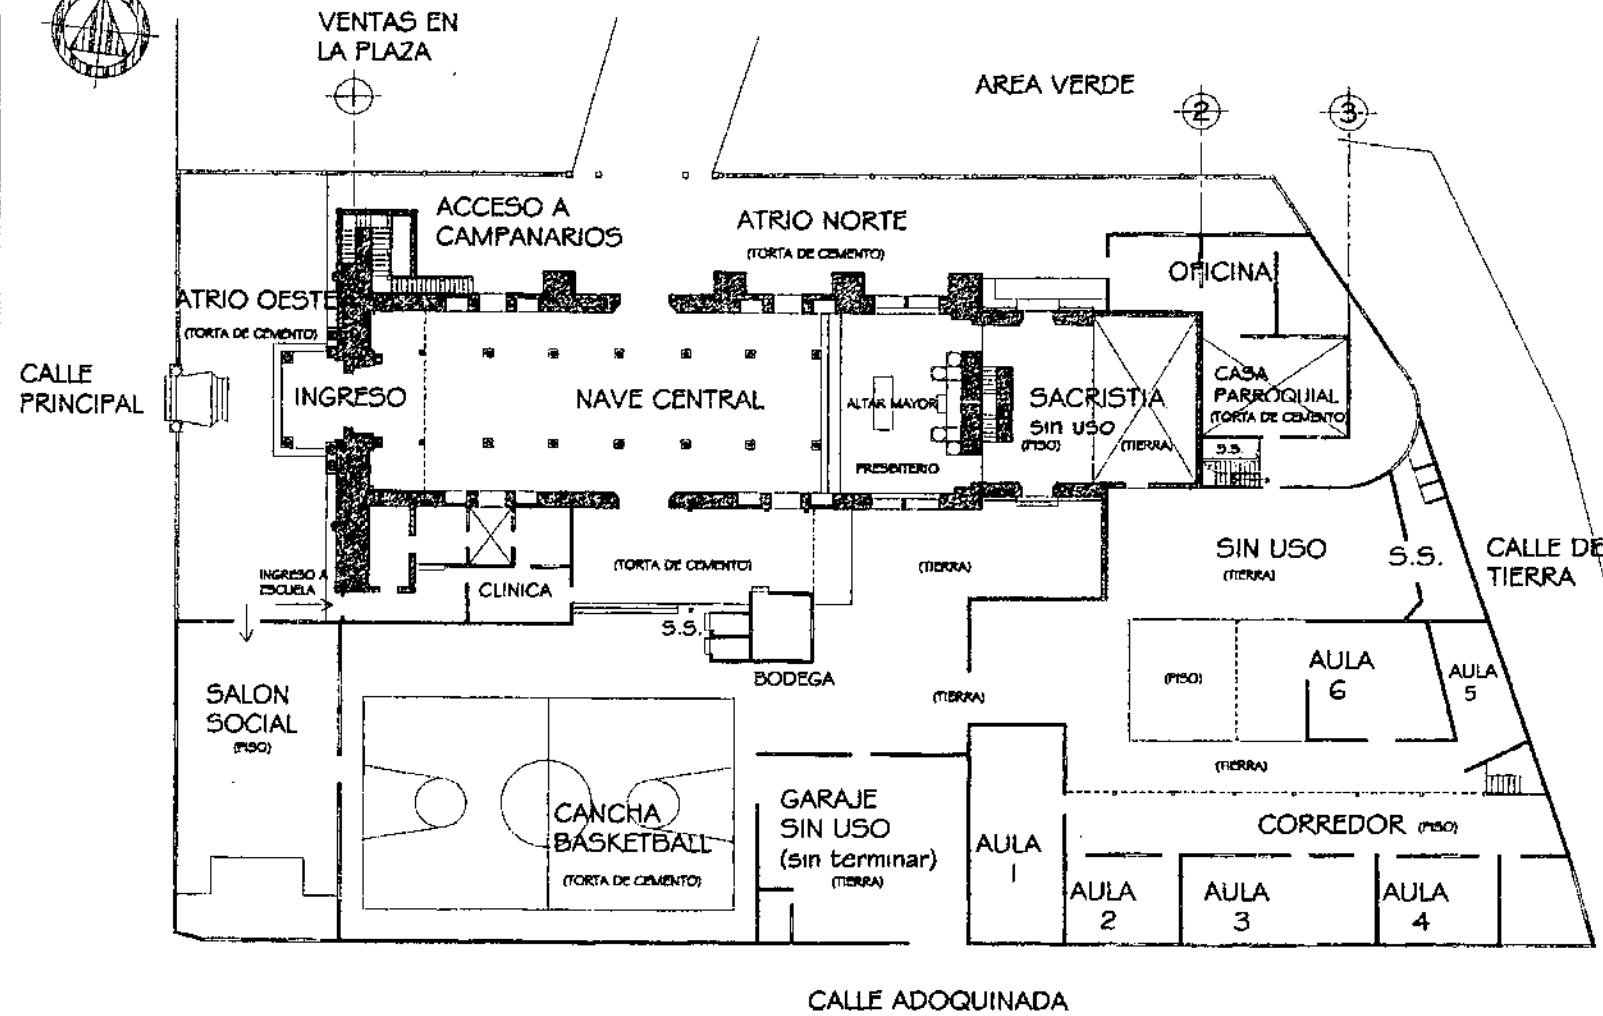 VENTAS EN
LA PLAZA
AREA VERDE
2
3
ACCESO A
CAMPANARIOS
ATRIO NORTE
(TORTA DE CEMENTO)
OFICINA
ATRIO OESTE
(TORTA DE CEMENTO)
CALLE
PRINCIPAL
INGRESO
NAVE CENTRAL
ALTAR MAYOR
PRESBITERIO
SACRISTIA
sin uso
(PISO)
(TIERRA)
CASA
PARROQUIAL
(TORTA DE CEMENTO)
S.S.
INGRESO A
ESCUELA
CLINICA
(TORTA DE CEMENTO)
(TIERRA)
SIN USO
(TIERRA)
S.S.
CALLE DE
TIERRA
S.S.
BODEGA
SALON
SOCIAL
(PISO)
(TIERRA)
(PISO)
AULA
6
AULA
5
(TIERRA)
CANCHA
BASKETBALL
(TORTA DE CEMENTO)
GARAJE
SIN USO
(sin terminar)
(TIERRA)
AULA
1
CORREDOR (PISO)
AULA
2
AULA
3
AULA
4
CALLE ADOQUINADA